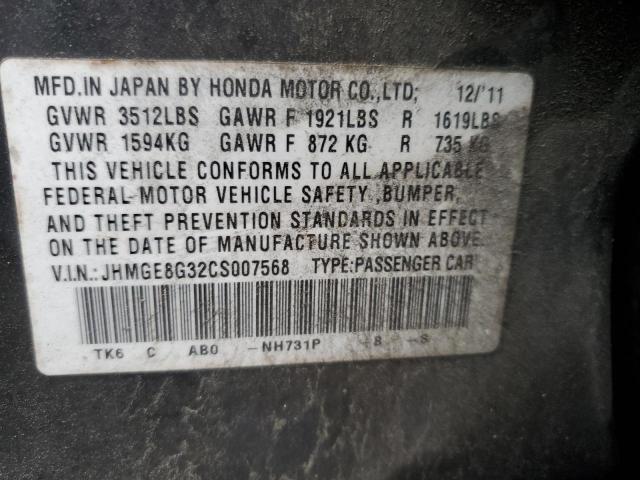 MFD.IN JAPAN BY HONDA MOTOR CO.,LTD; 12/'11
GVWR 3512LBS GAWR F 1921LBS R 1619LBS
GVWR 1594KG GAWR F 872 KG R 735 KG
THIS VEHICLE CONFORMS TO ALL APPLICABLE
FEDERAL MOTOR VEHICLE SAFETY ,BUMPER,
AND THEFT PREVENTION STANDARDS IN EFFECT
ON THE DATE OF MANUFACTURE SHOWN ABOVE.
V.I.N.:JHMGE8G32CS007568 TYPE:PASSENGER CAR
TK6 C AB0 -NH731P -8 -S